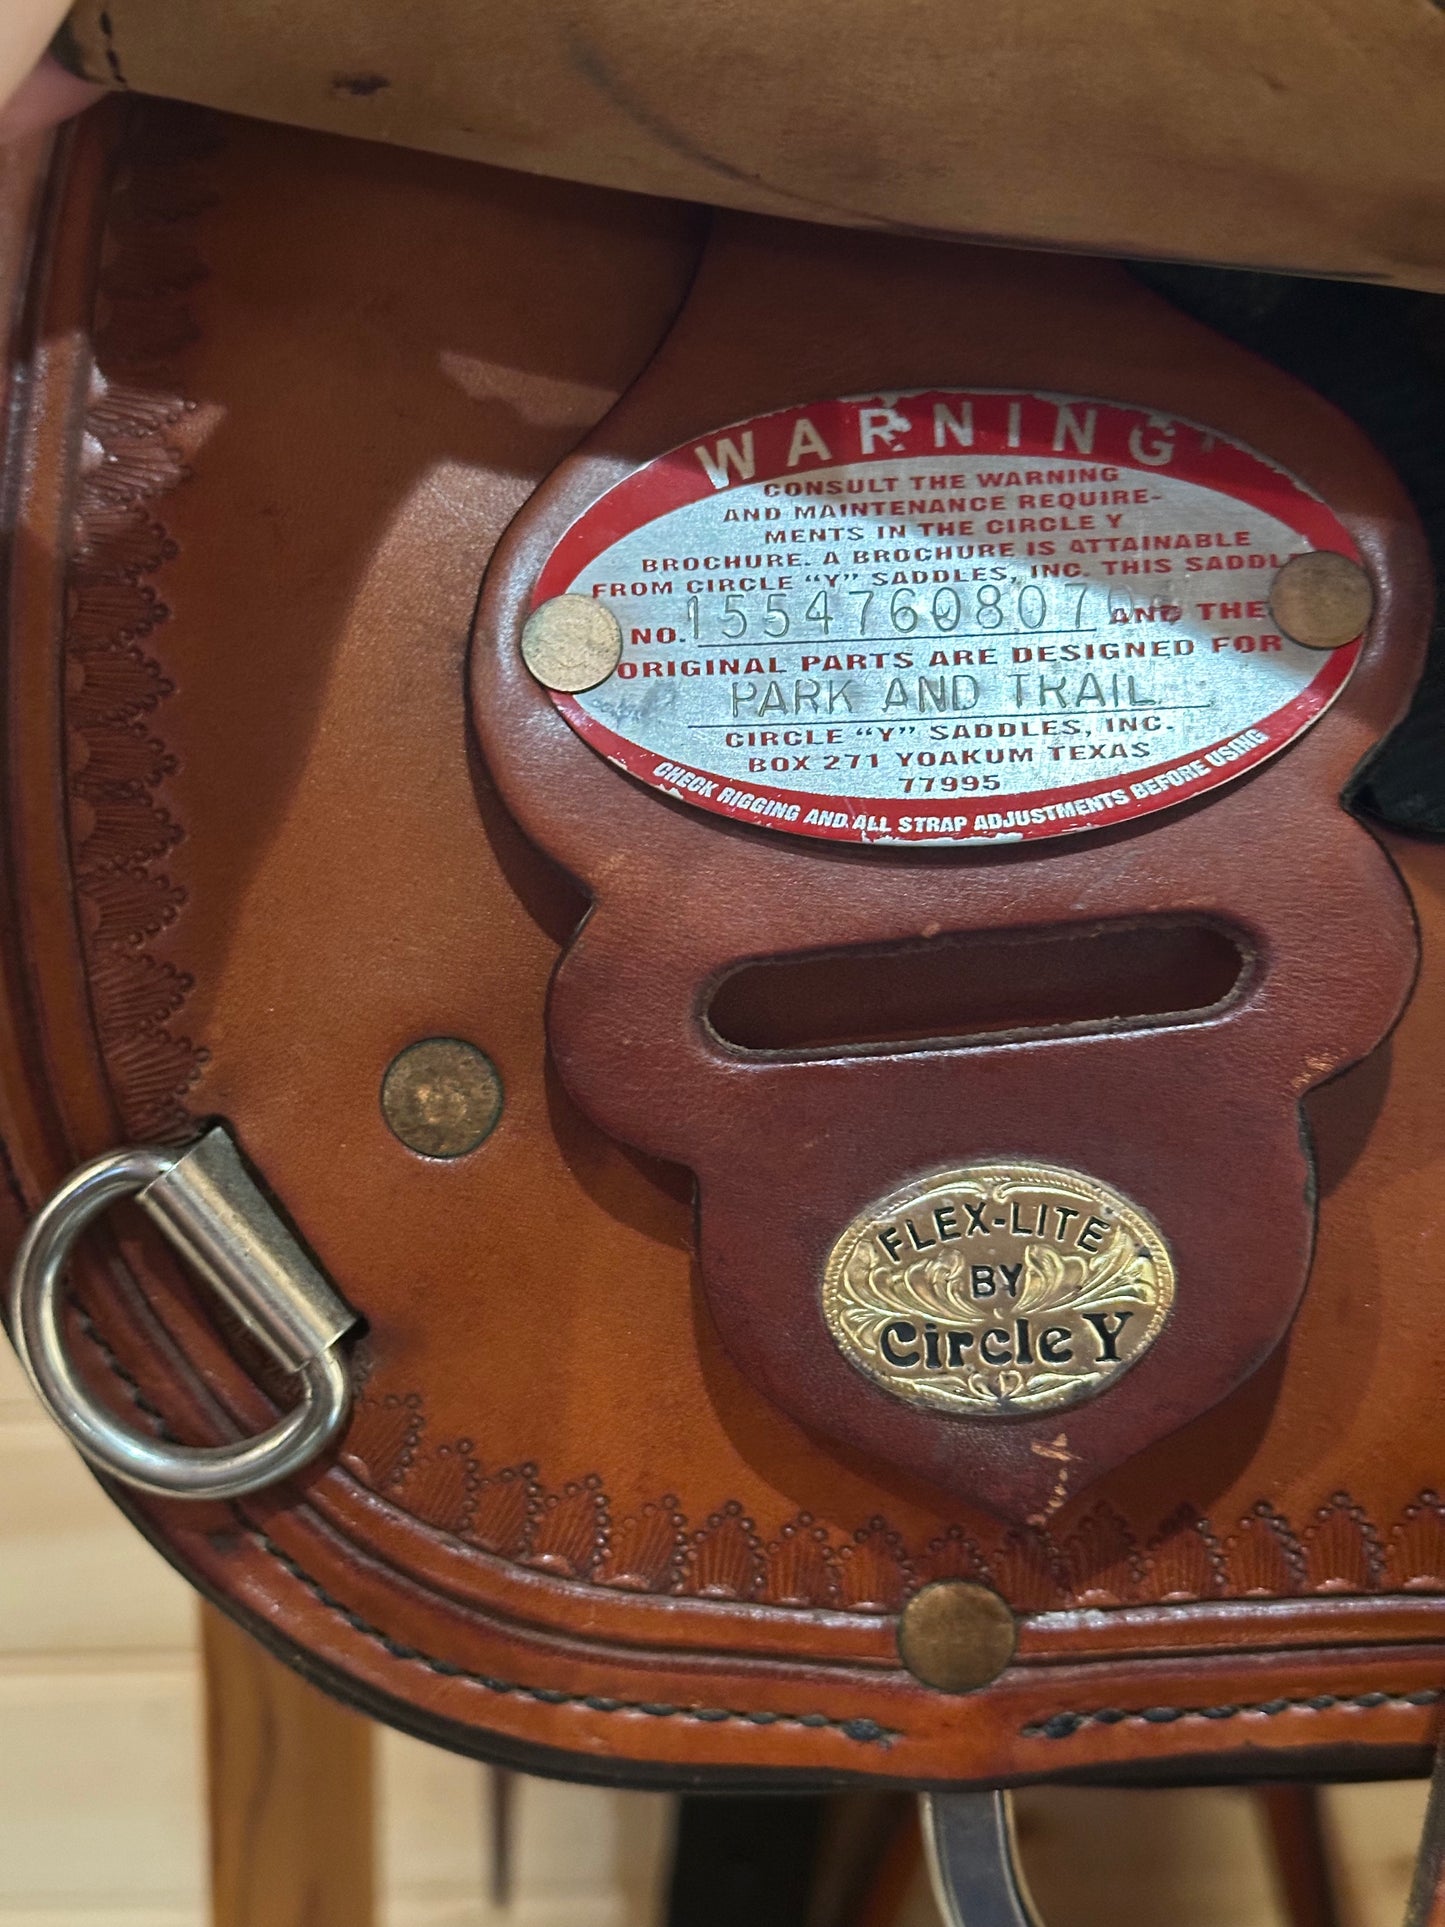 WARNING
CONSULT THE WARNING
AND MAINTENANCE REQUIRE-
MENTS IN THE CIRCLE Y
BROCHURE. A BROCHURE IS ATTAINABLE
FROM CIRCLE “Y” SADDLES, INC. THIS SADDLE
NO. AND THE
ORIGINAL PARTS ARE DESIGNED FOR
PARK AND TRAIL
CIRCLE “Y” SADDLES, INC.
BOX 271 YOAKUM TEXAS
77995
CHECK RIGGING AND ALL STRAP ADJUSTMENTS BEFORE USING
FLEX-LITE
BY
Circle Y